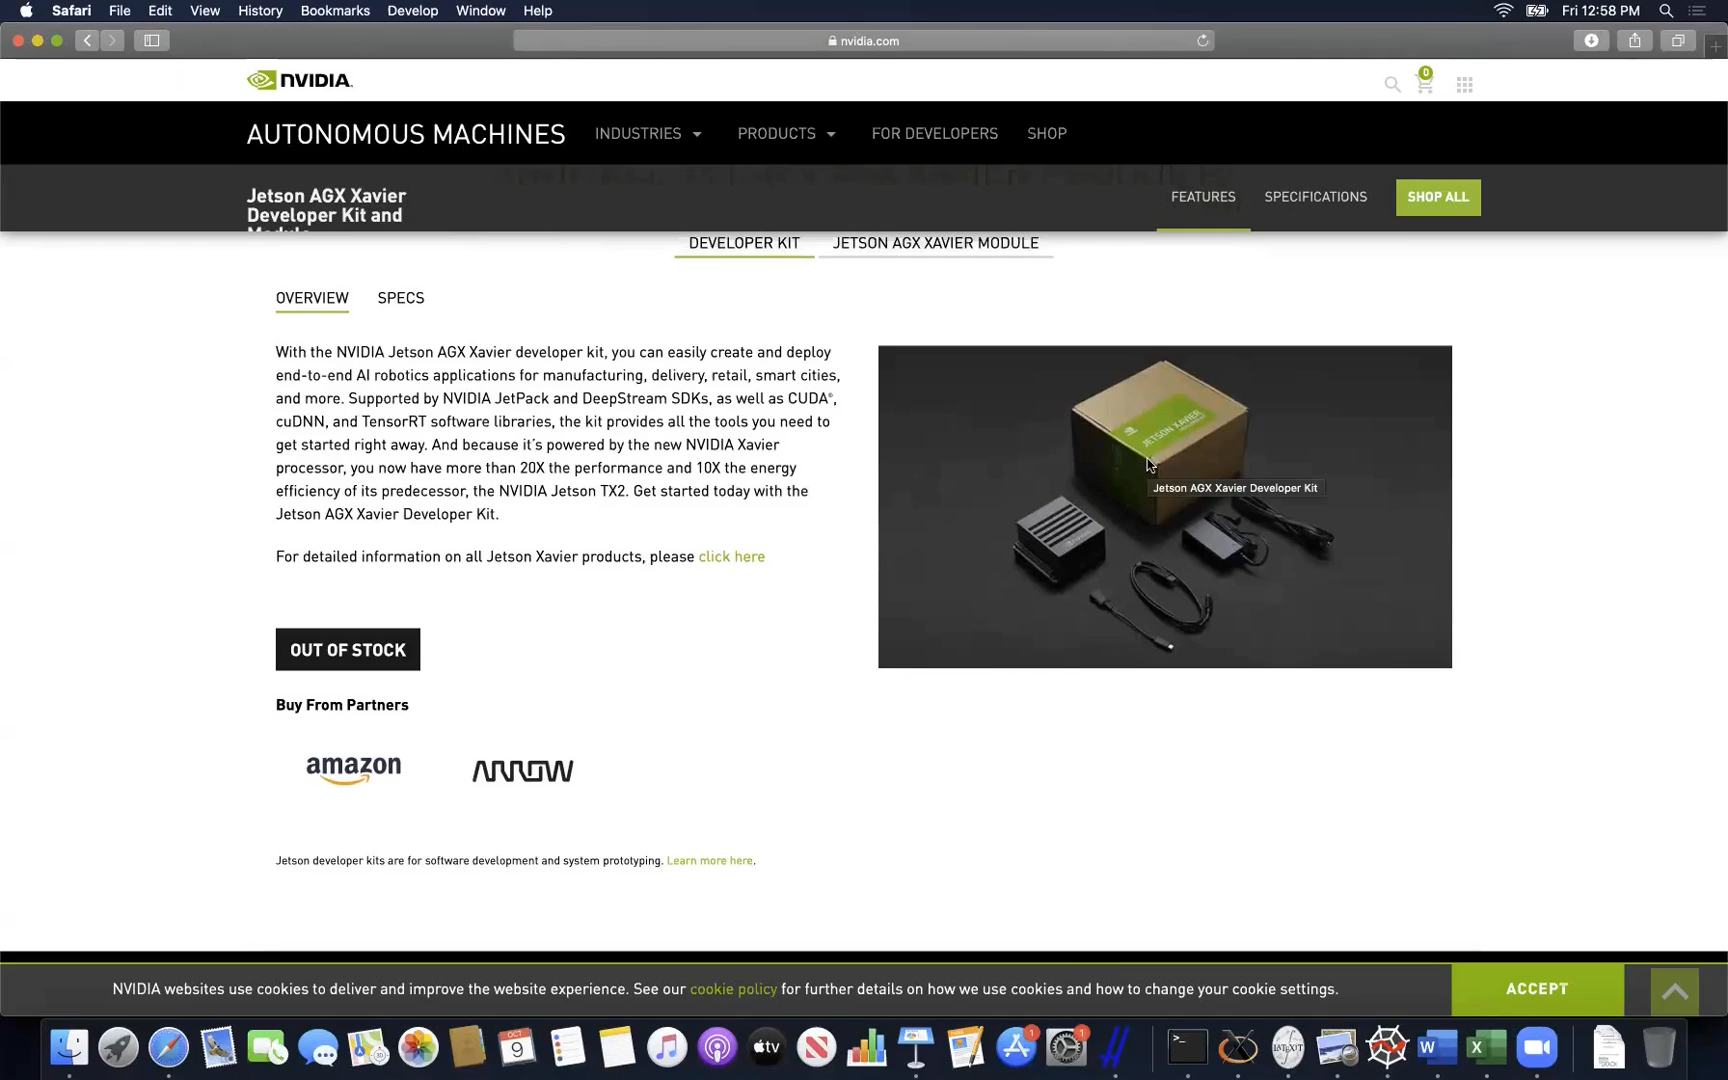 Safari File Edit View History Bookmarks Develop Window Help Fri 12:58 PM
nvidia.com
NVIDIA.
0
AUTONOMOUS MACHINES INDUSTRIES PRODUCTS FOR DEVELOPERS SHOP
Jetson AGX Xavier
Developer Kit and
Module
FEATURES SPECIFICATIONS SHOP ALL
DEVELOPER KIT JETSON AGX XAVIER MODULE
OVERVIEW SPECS
With the NVIDIA Jetson AGX Xavier developer kit, you can easily create and deploy
end-to-end AI robotics applications for manufacturing, delivery, retail, smart cities,
and more. Supported by NVIDIA JetPack and DeepStream SDKs, as well as CUDA®,
cuDNN, and TensorRT software libraries, the kit provides all the tools you need to
get started right away. And because it's powered by the new NVIDIA Xavier
processor, you now have more than 20X the performance and 10X the energy
efficiency of its predecessor, the NVIDIA Jetson TX2. Get started today with the
Jetson AGX Xavier Developer Kit.
For detailed information on all Jetson Xavier products, please click here
JETSON XAVIER
Jetson AGX Xavier Developer Kit
OUT OF STOCK
Buy From Partners
amazon ARROW
Jetson developer kits are for software development and system prototyping. Learn more here.
NVIDIA websites use cookies to deliver and improve the website experience. See our cookie policy for further details on how we use cookies and how to change your cookie settings. ACCEPT
OCT
9
tv
1
1
LaTeXiT
W
X